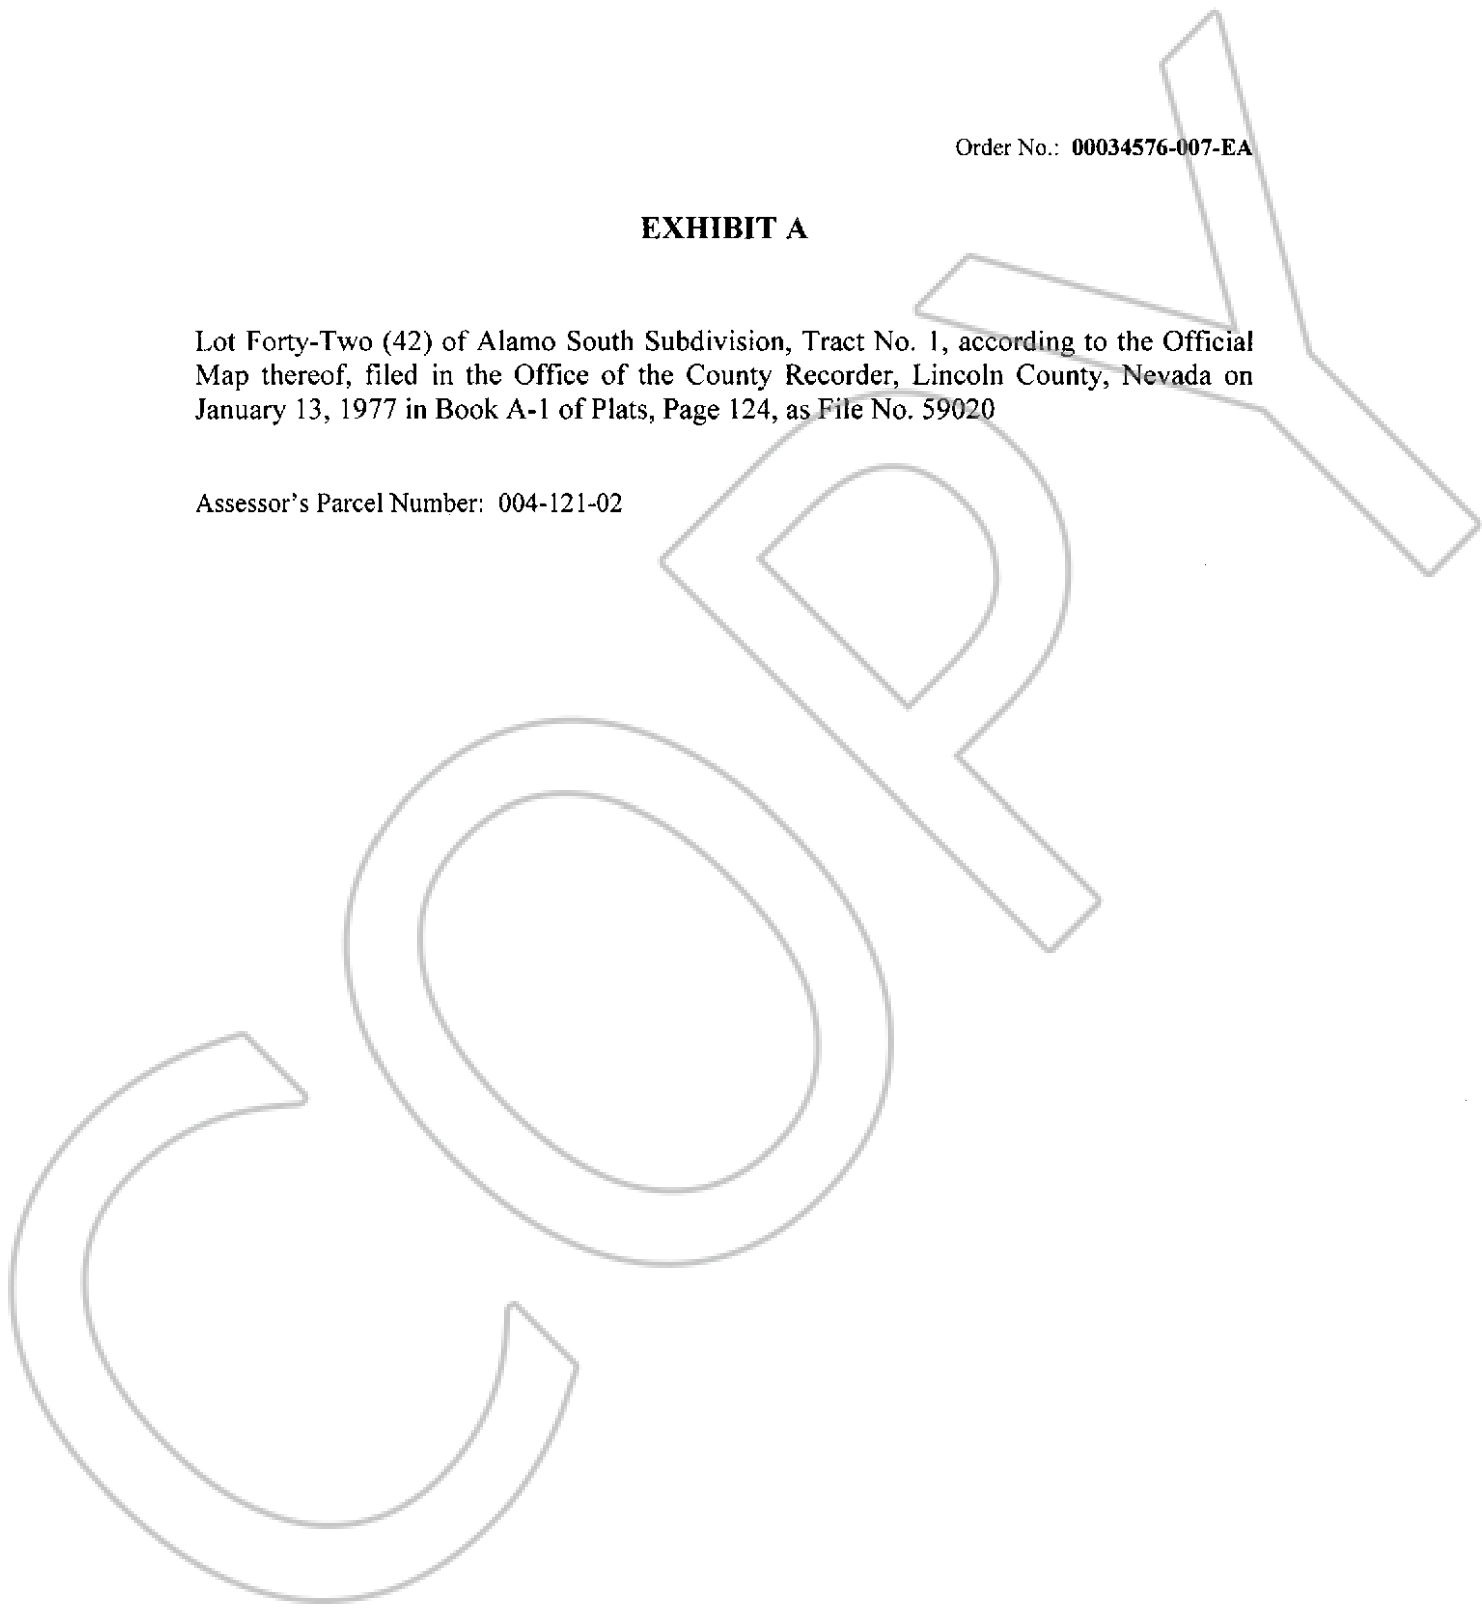 Order No.: 00034576-007-EA
EXHIBIT A
Lot Forty-Two (42) of Alamo South Subdivision, Tract No. 1, according to the Official
Map thereof, filed in the Office of the County Recorder, Lincoln County, Nevada on
January 13, 1977 in Book A-1 of Plats, Page 124, as File No. 59020
Assessor's Parcel Number: 004-121-02
COPY